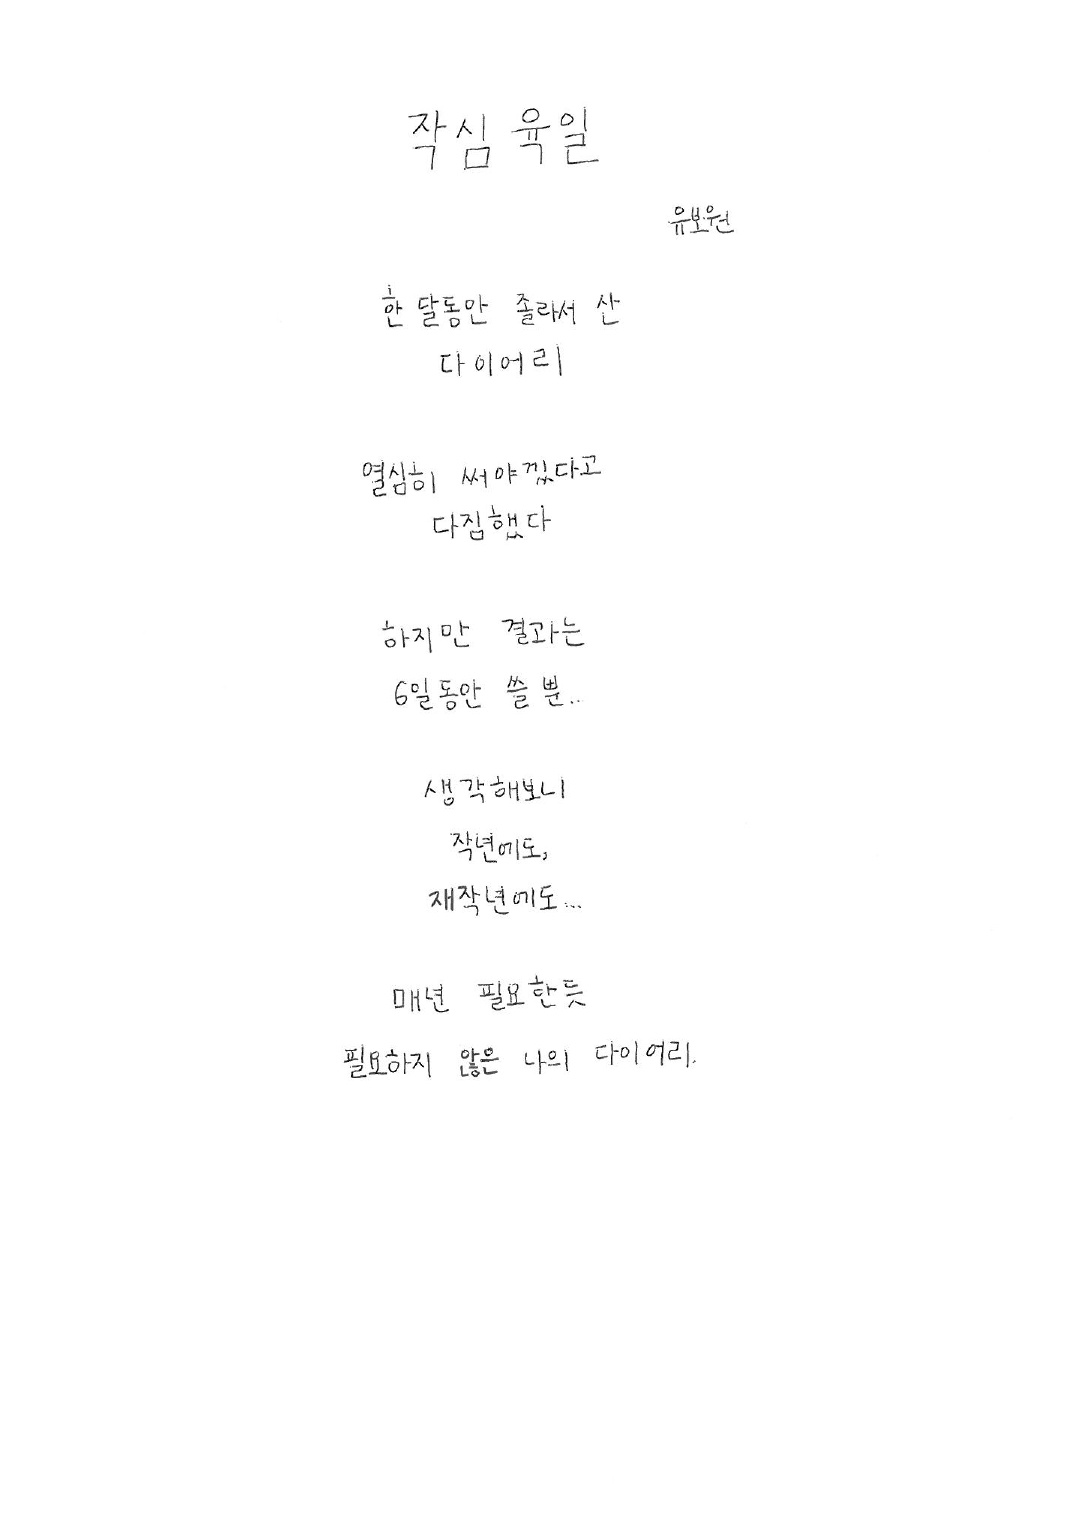 작심 육일
유보원
한 달동안 졸라서 산
다이어리
열심히 써야겠다고
다짐했다
하지만 결과는
6일동안 쓸 뿐..
생각해보니
작년에도,
재작년에도...
매년 필요한듯
필요하지 않은 나의 다이어리.